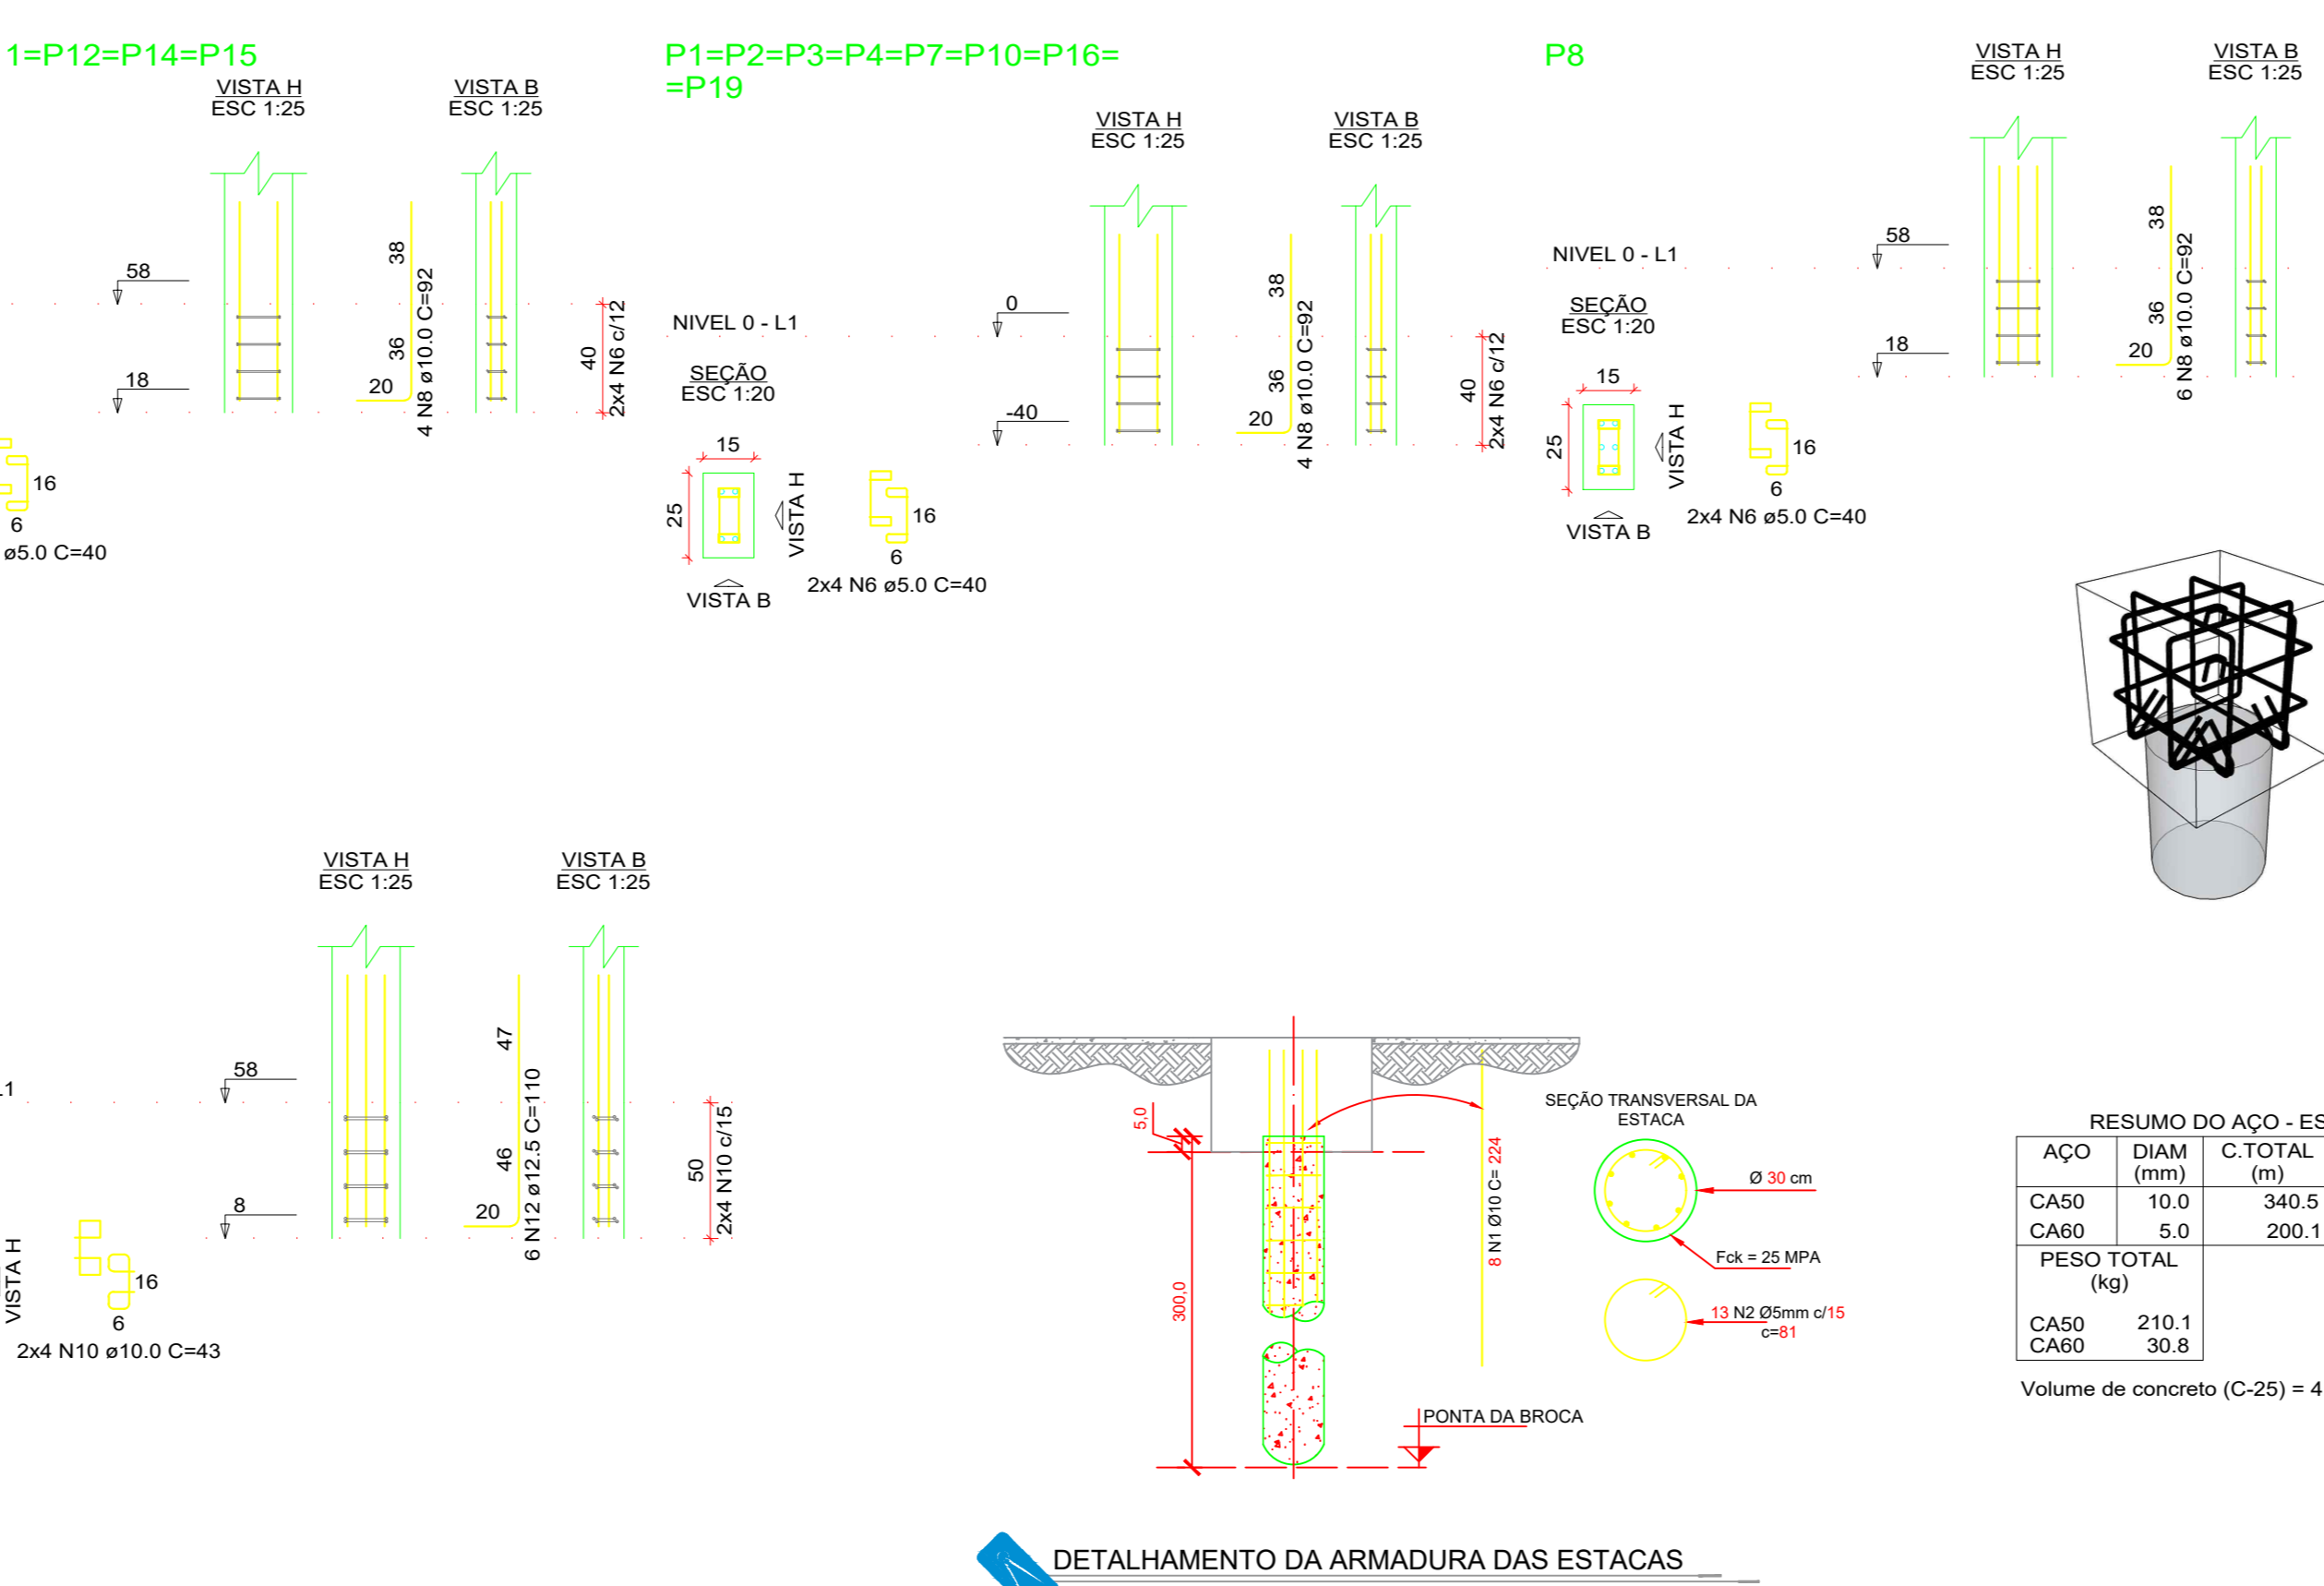 1=P12=P14=P15
VISTA H
ESC 1:25
VISTA B
ESC 1:25
58
18
38
36
20
4 N8 ø10.0 C=92
40
2x4 N6 c/12
16
6
ø5.0 C=40
P1=P2=P3=P4=P7=P10=P16=
=P19
VISTA H
ESC 1:25
VISTA B
ESC 1:25
NIVEL 0 - L1
0
-40
38
36
20
4 N8 ø10.0 C=92
40
2x4 N6 c/12
SEÇÃO
ESC 1:20
15
25
VISTA H
VISTA B
16
6
2x4 N6 ø5.0 C=40
P8
VISTA H
ESC 1:25
VISTA B
ESC 1:25
NIVEL 0 - L1
58
18
38
36
20
6 N8 ø10.0 C=92
SEÇÃO
ESC 1:20
15
25
VISTA H
VISTA B
16
6
2x4 N6 ø5.0 C=40
VISTA H
ESC 1:25
VISTA B
ESC 1:25
.1
58
8
47
46
20
6 N12 ø12.5 C=110
50
2x4 N10 c/15
VISTA H
16
6
2x4 N10 ø10.0 C=43
5,0
300,0
8 N1 Ø10 C= 224
SEÇÃO TRANSVERSAL DA
ESTACA
Ø 30 cm
Fck = 25 MPA
13 N2 Ø5mm c/15
c=81
PONTA DA BROCA
RESUMO DO AÇO - ES
AÇO DIAM C.TOTAL
(mm) (m)
CA50 10.0 340.5
CA60 5.0 200.1
PESO TOTAL
(kg)
CA50 210.1
CA60 30.8
Volume de concreto (C-25) = 4
DETALHAMENTO DA ARMADURA DAS ESTACAS